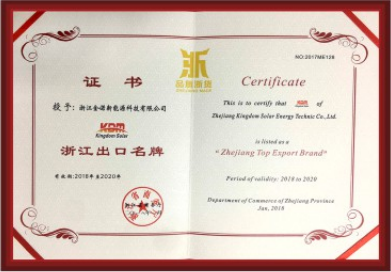 证书
授予：浙江金诺新能源科技有限公司
KDM
Kingdom Solar
浙江出口名牌
有效期：2018年至2020年
浙
品质浙货
NO:2017ME126
Certificate
This is to certify that KDM of
Zhejiang Kingdom Solar Energy Technic Co.,Ltd.
is listed as a
"Zhejiang Top Export Brand"
Period of validity: 2018 to 2020
Department of Commerce of Zhejiang Province
Jan, 2018